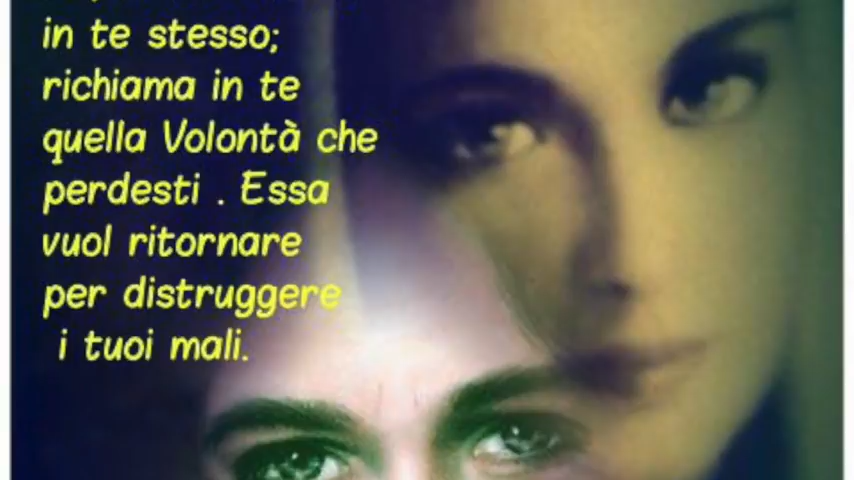 in te stesso;
richiama in te
quella Volontà che
perdesti . Essa
vuol ritornare
per distruggere
i tuoi mali.